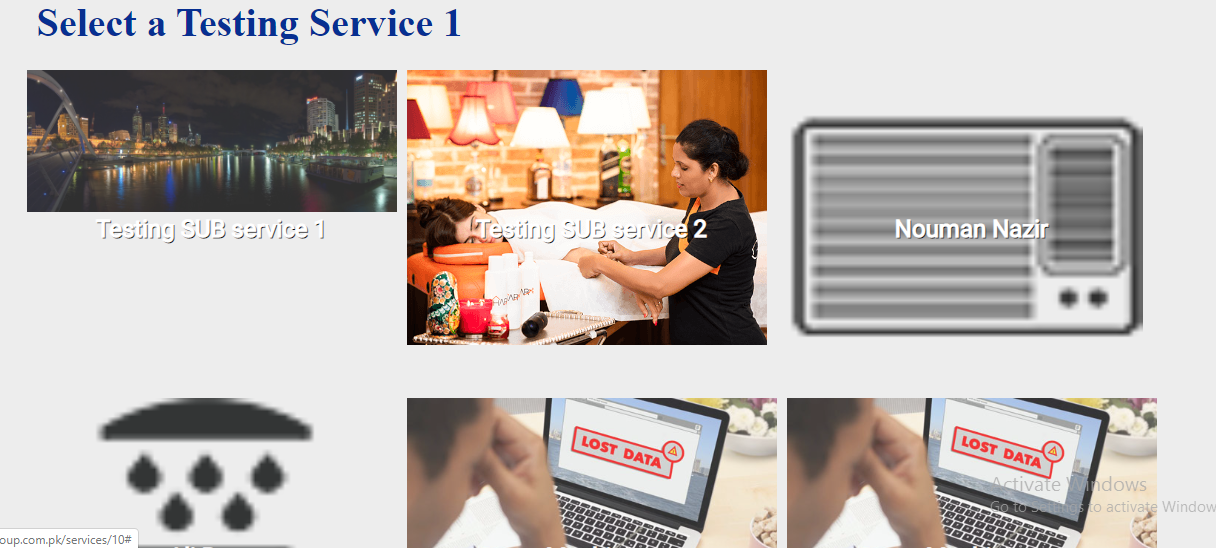 Select a Testing Service 1
Testing SUB service 1
Testing SUB service 2
Nouman Nazir
LOST DATA
LOST DATA
Activate Windows
Go to Settings to activate Window
oup.com.pk/services/10#